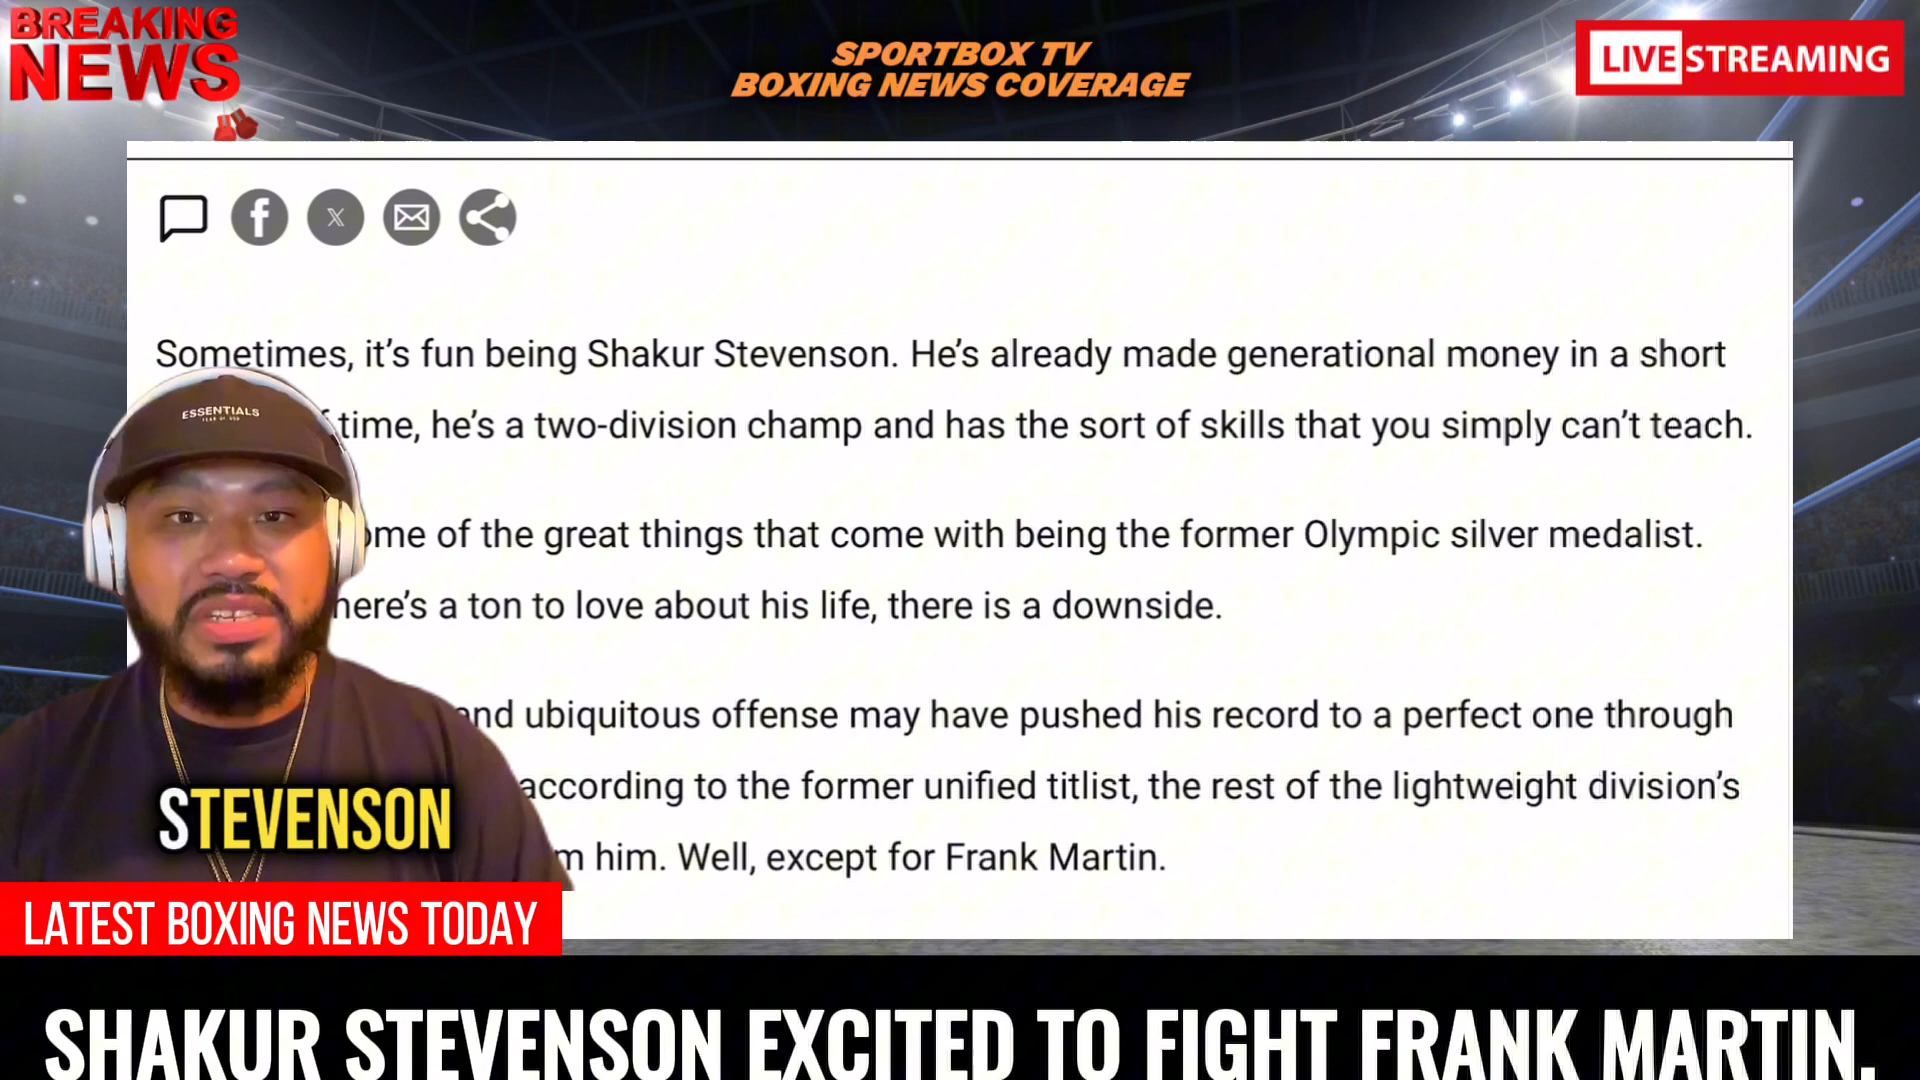 BREAKING
NEWS
SPORTBOX TV
BOXING NEWS COVERAGE
LIVE STREAMING
Sometimes, it's fun being Shakur Stevenson. He's already made generational money in a short
time, he's a two-division champ and has the sort of skills that you simply can't teach.
ESSENTIALS
FEAR OF GOD
of the great things that come with being the former Olympic silver medalist.
a ton to love about his life, there is a downside.
and ubiquitous offense may have pushed his record to a perfect one through
according to the former unified titlist, the rest of the lightweight division's
him. Well, except for Frank Martin.
STEVENSON
LATEST BOXING NEWS TODAY
SHAKUR STEVENSON EXCITED TO FIGHT FRANK MARTIN.